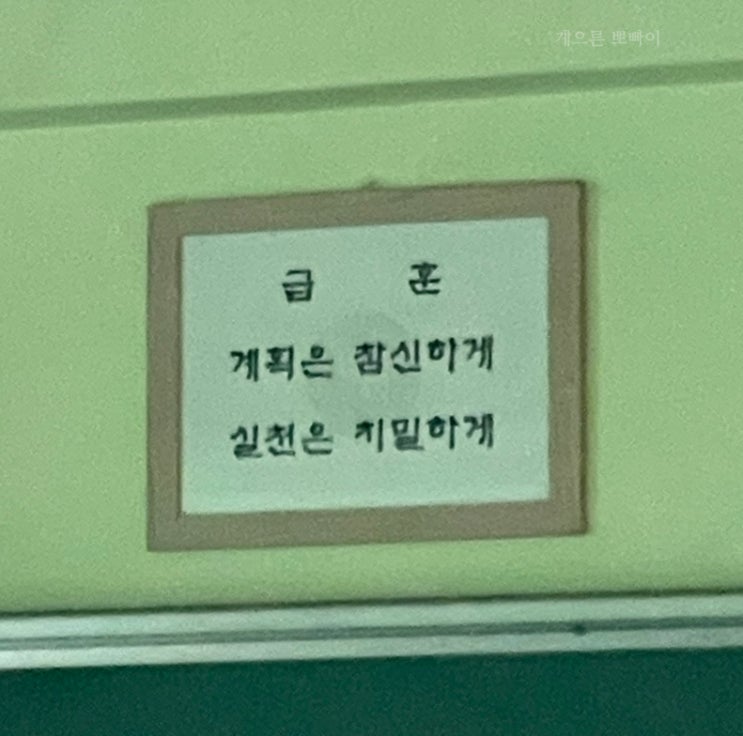 게으른 뽀빠이
급 훈
계획은 참신하게
실천은 치밀하게